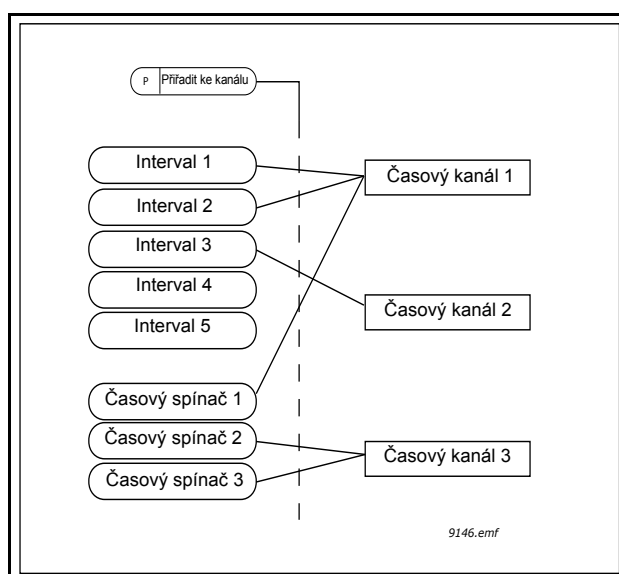 P Přiřadit ke kanálu
Interval 1
Interval 2
Interval 3
Interval 4
Interval 5
Časový spínač 1
Časový spínač 2
Časový spínač 3
Časový kanál 1
Časový kanál 2
Časový kanál 3
9146.emf